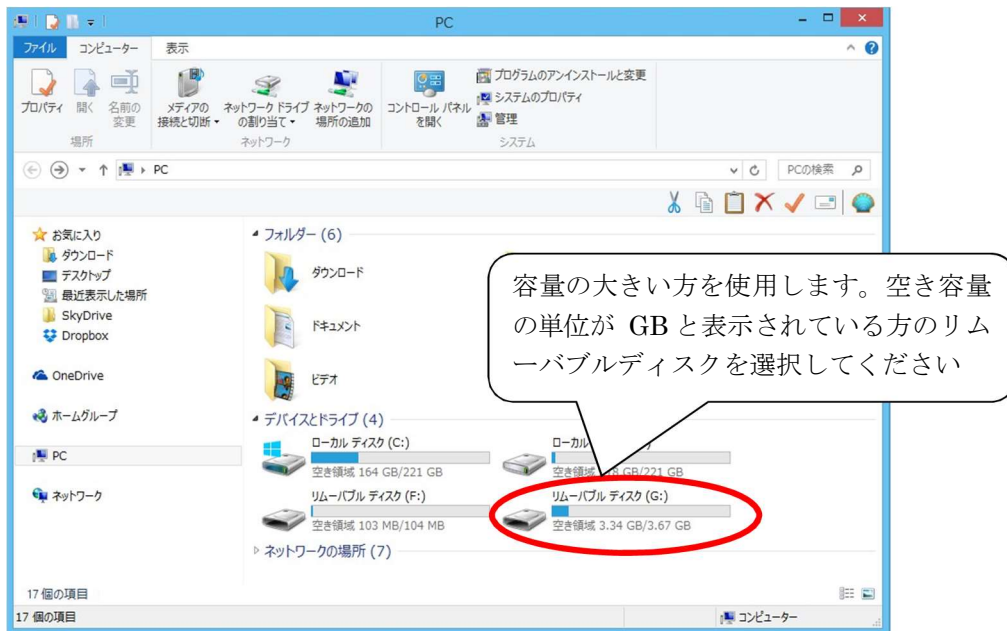 PC
ファイル コンピューター 表示
プロパティ 開く 名前の変更 メディアの接続と切断 ネットワーク ドライブの割り当て ネットワークの場所の追加 コントロール パネルを開く
プログラムのアンインストールと変更
システムのプロパティ
管理
場所 ネットワーク システム
PC PCの検索
お気に入り
ダウンロード
デスクトップ
最近表示した場所
SkyDrive
Dropbox
OneDrive
ホームグループ
PC
ネットワーク
フォルダー (6)
ダウンロード
ドキュメント
ビデオ
容量の大きい方を使用します。空き容量
の単位が GB と表示されている方のリム
ーバブルディスクを選択してください
デバイスとドライブ (4)
ローカル ディスク (C:)
空き領域 164 GB/221 GB
ローカル
空き領域 GB/221 GB
リムーバブル ディスク (F:)
空き領域 103 MB/104 MB
リムーバブル ディスク (G:)
空き領域 3.34 GB/3.67 GB
ネットワークの場所 (7)
17 個の項目
17 個の項目 コンピューター